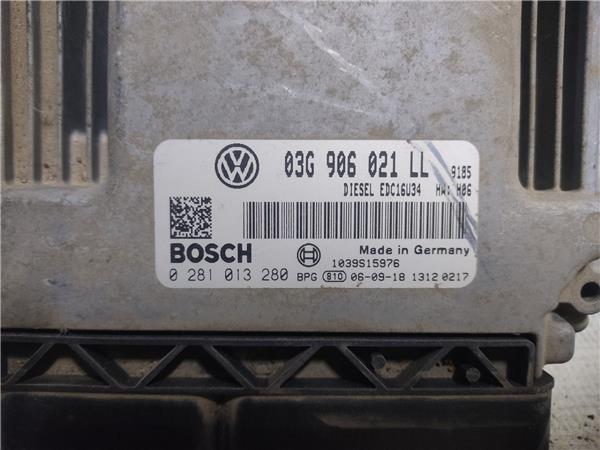 03G 906 021 LL 9185
DIESEL EDC16U34 HW: H06
BOSCH
Made in Germany
1039S15976
0 281 013 280 BPG 810 06-09-18 1312 0217